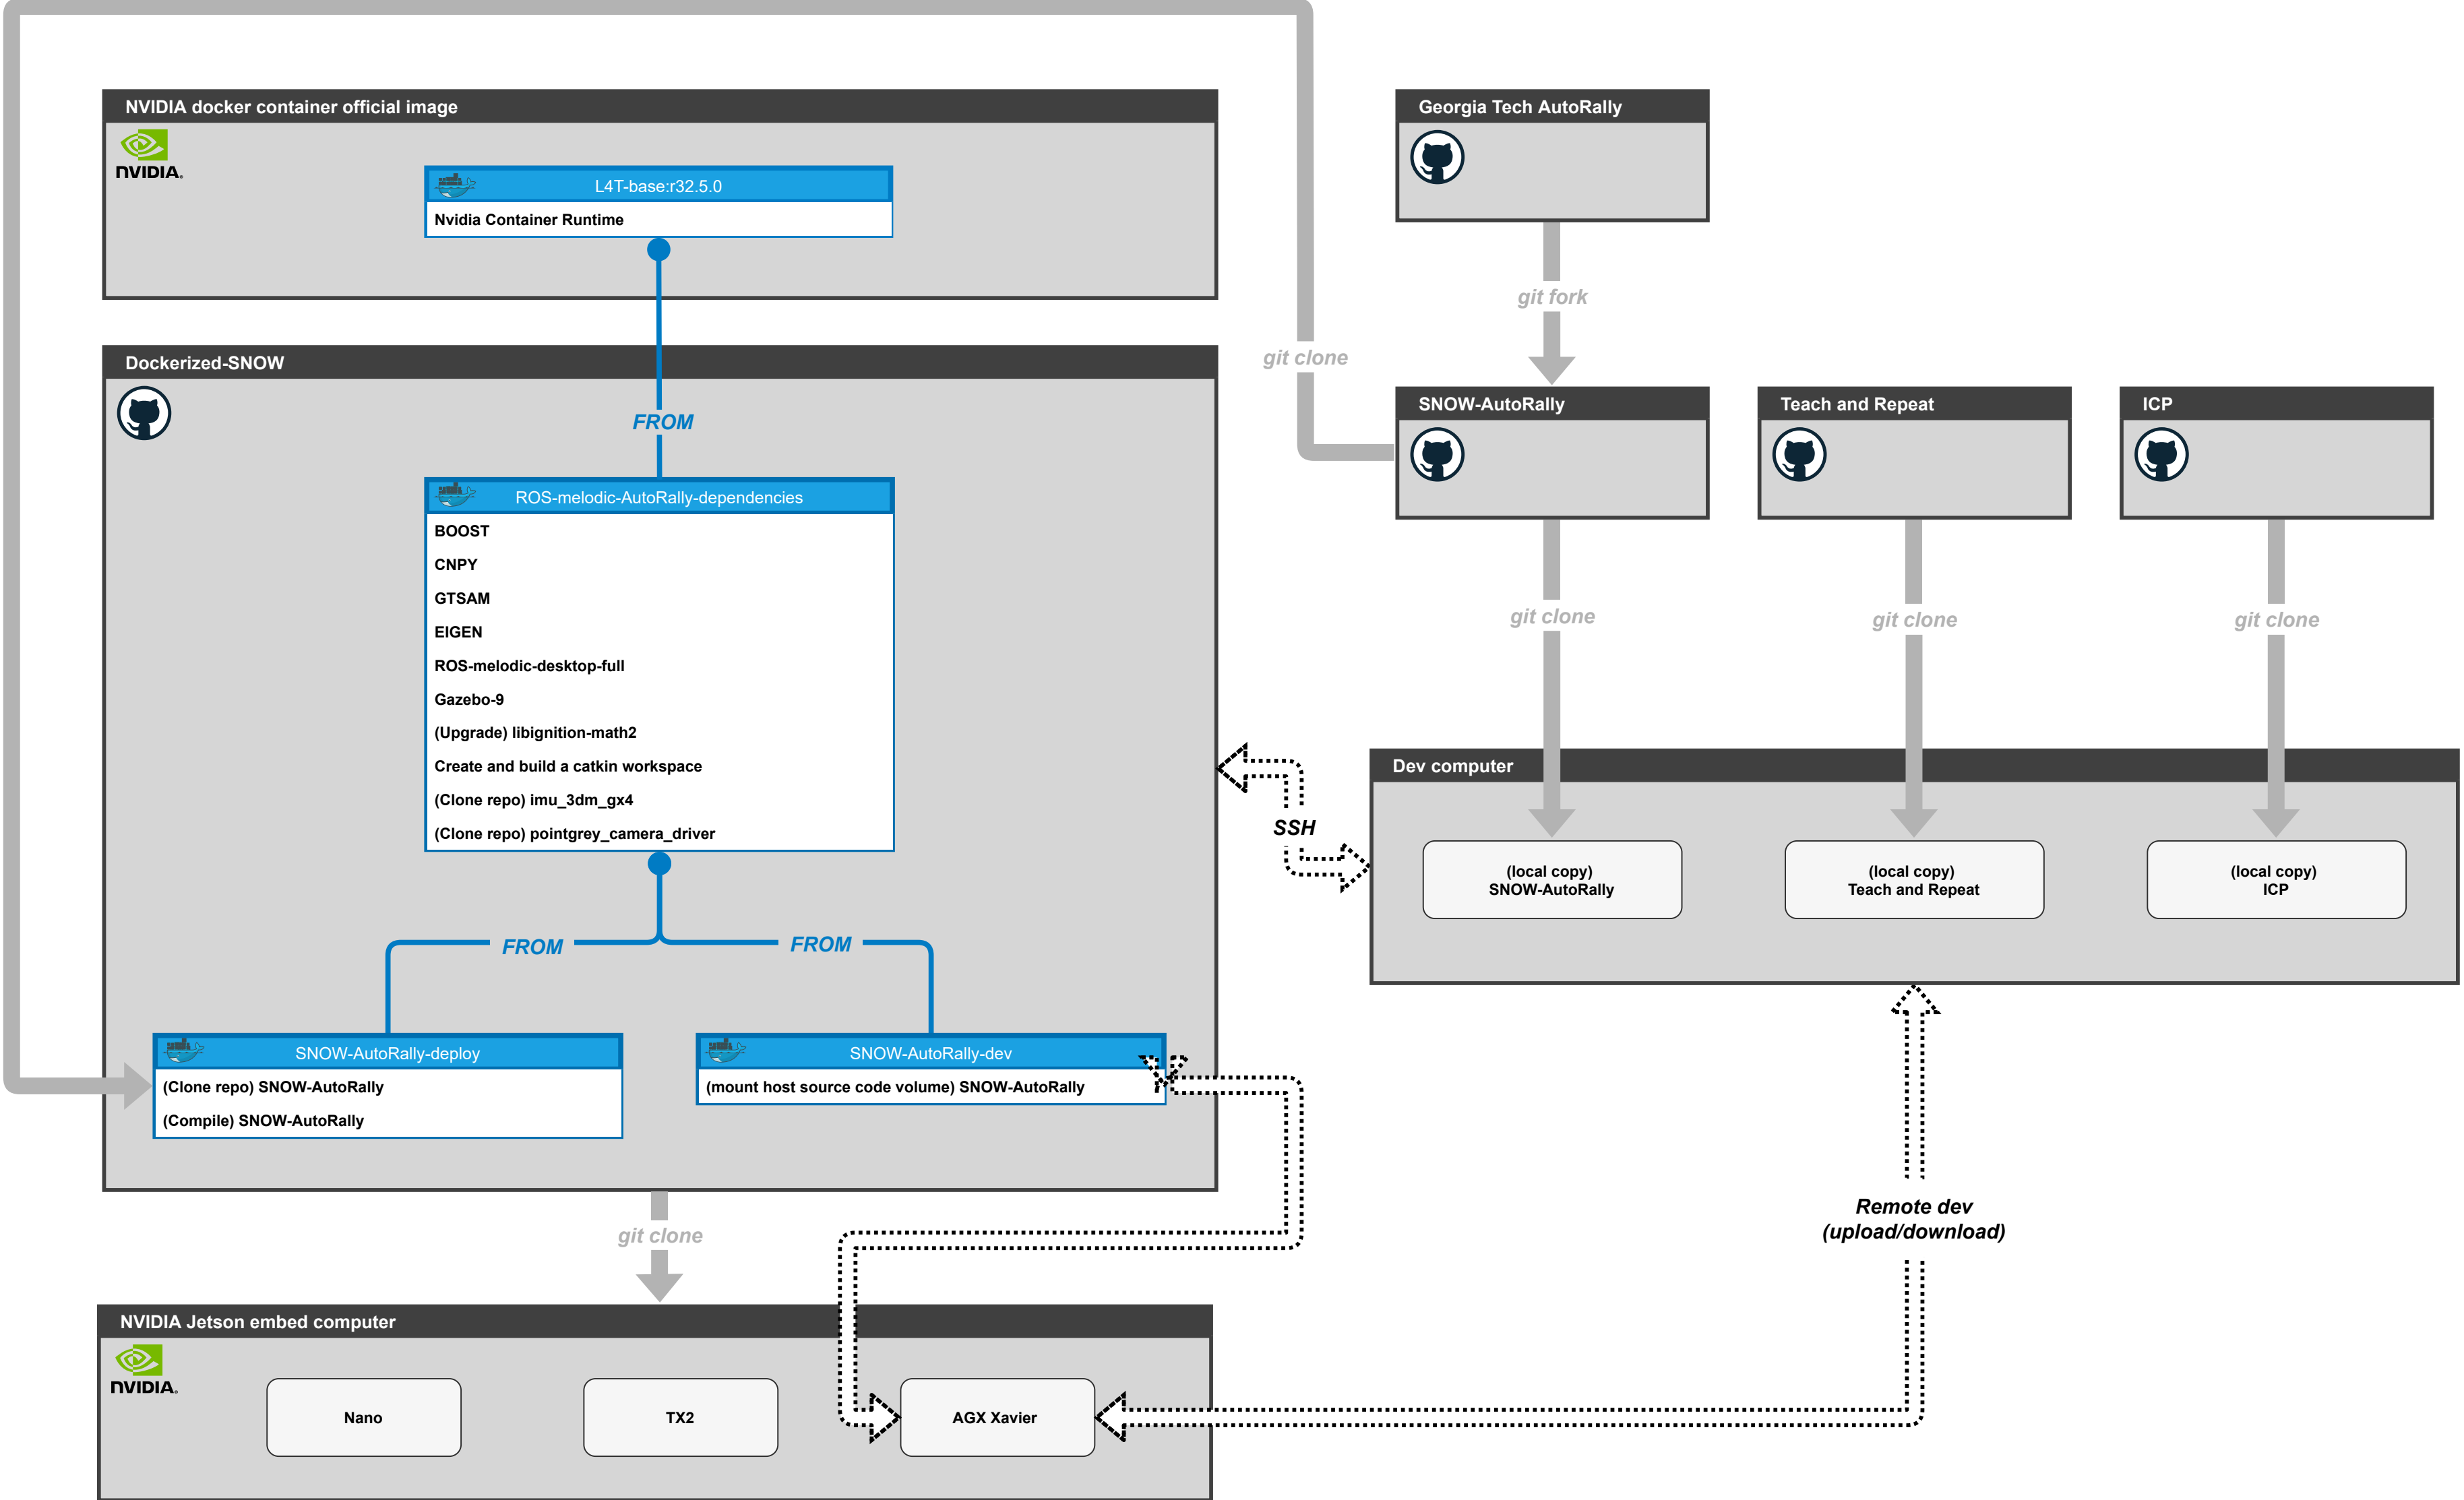 NVIDIA docker container official image
NVIDIA.
L4T-base:r32.5.0
Nvidia Container Runtime
Georgia Tech AutoRally
git fork
git clone
Dockerized-SNOW
FROM
SNOW-AutoRally
Teach and Repeat
ICP
ROS-melodic-AutoRally-dependencies
BOOST
CNPY
GTSAM
EIGEN
ROS-melodic-desktop-full
Gazebo-9
(Upgrade) libignition-math2
Create and build a catkin workspace
(Clone repo) imu_3dm_gx4
(Clone repo) pointgrey_camera_driver
git clone
git clone
git clone
SSH
Dev computer
(local copy)
SNOW-AutoRally
(local copy)
Teach and Repeat
(local copy)
ICP
FROM
FROM
SNOW-AutoRally-deploy
(Clone repo) SNOW-AutoRally
(Compile) SNOW-AutoRally
SNOW-AutoRally-dev
(mount host source code volume) SNOW-AutoRally
git clone
Remote dev
(upload/download)
NVIDIA Jetson embed computer
NVIDIA.
Nano
TX2
AGX Xavier